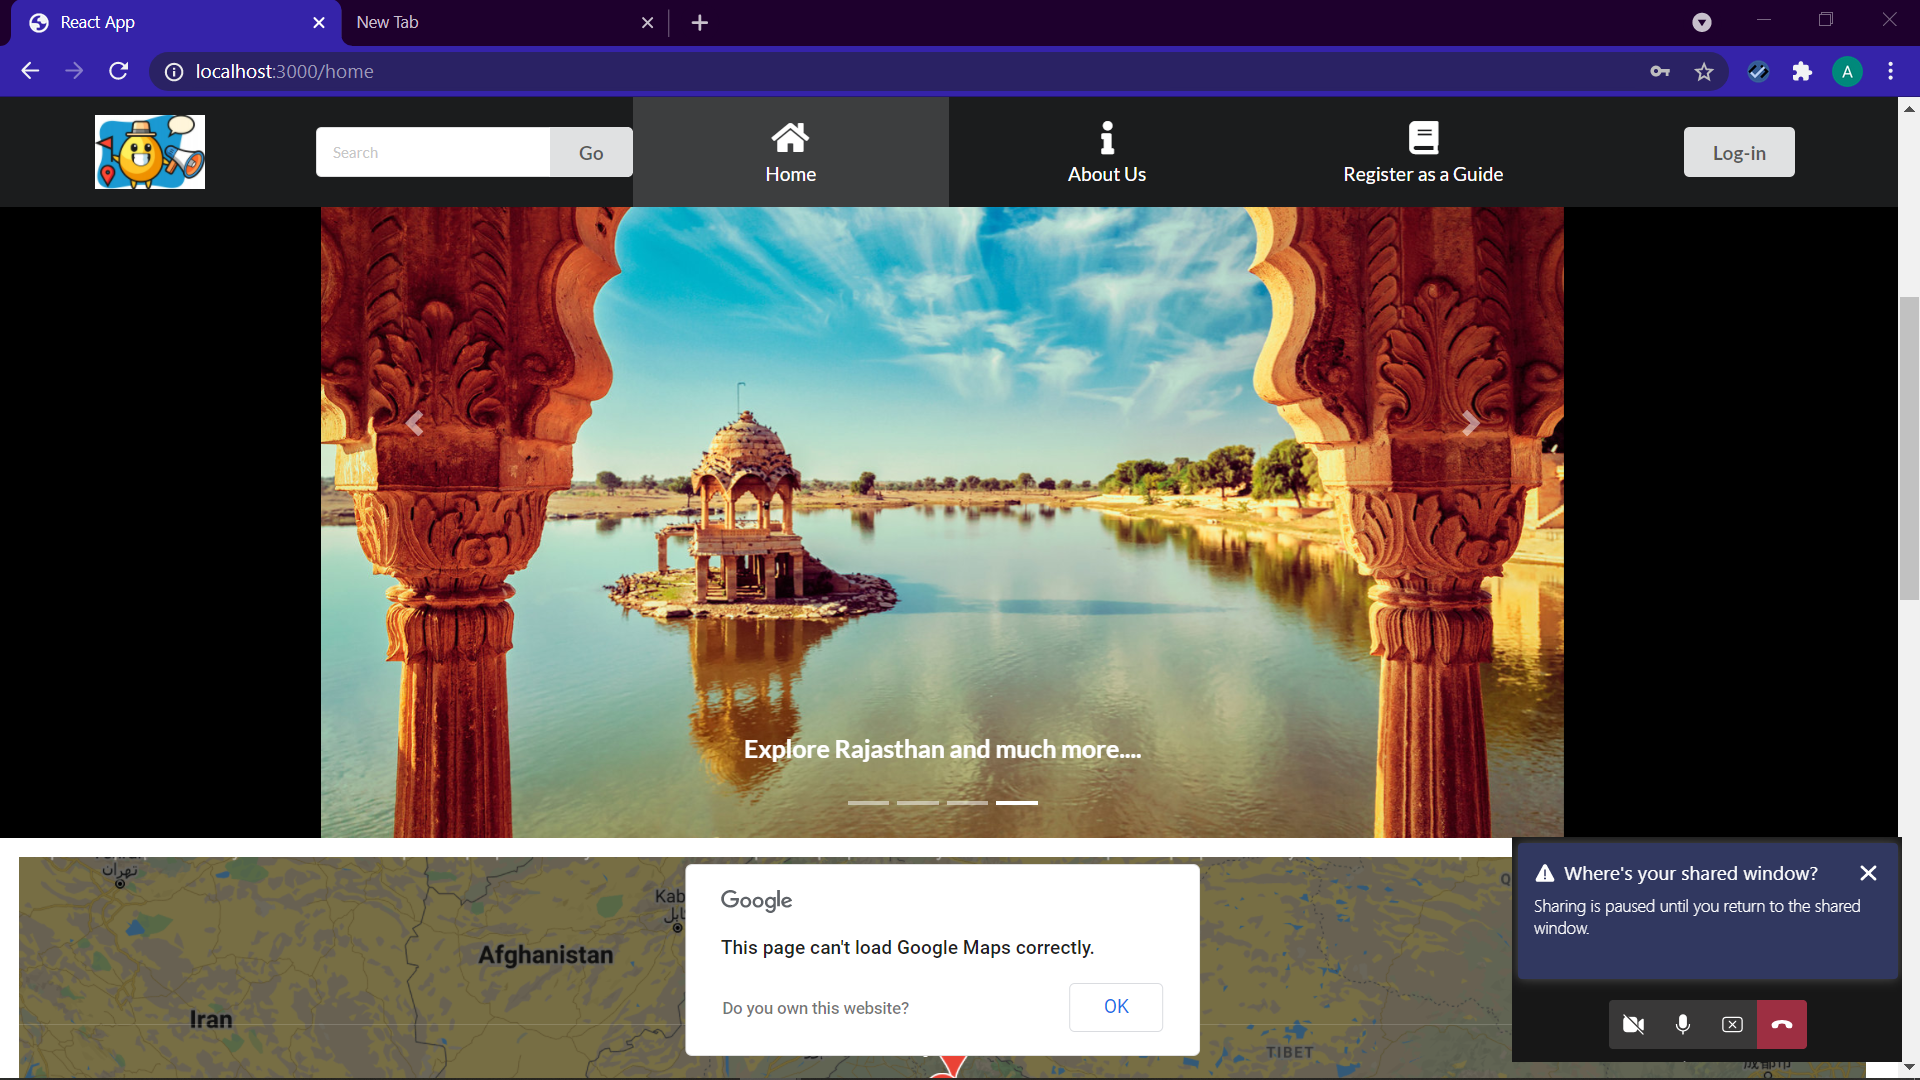 React App
New Tab
localhost:3000/home
A
Search
Go
Home
About Us
Register as a Guide
Log-in
Explore Rajasthan and much more....
تهران
Kab
Afghanistan
Iran
Google
This page can't load Google Maps correctly.
Do you own this website?
OK
TIBET
Where's your shared window?
Sharing is paused until you return to the shared
window.